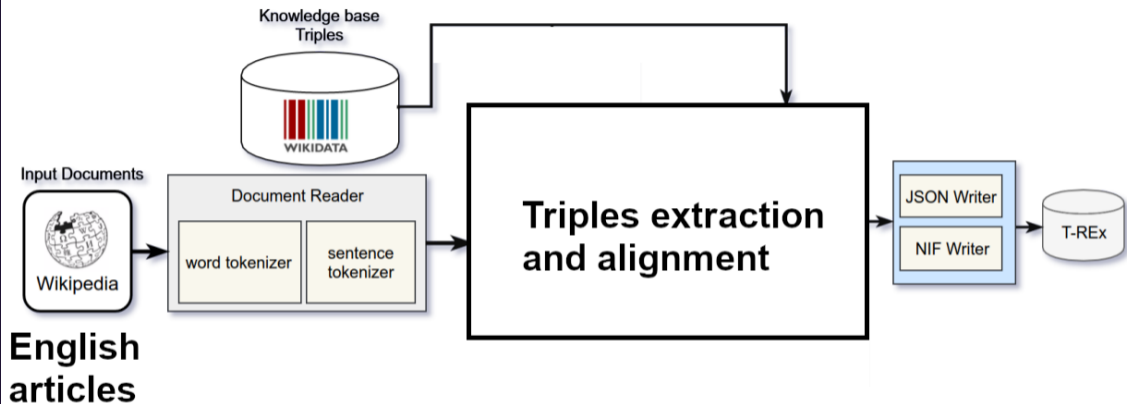 Knowledge base
Triples
WIKIDATA
Input Documents
Wikipedia
English
articles
Document Reader
word tokenizer
sentence
tokenizer
Triples extraction
and alignment
JSON Writer
NIF Writer
T-REx